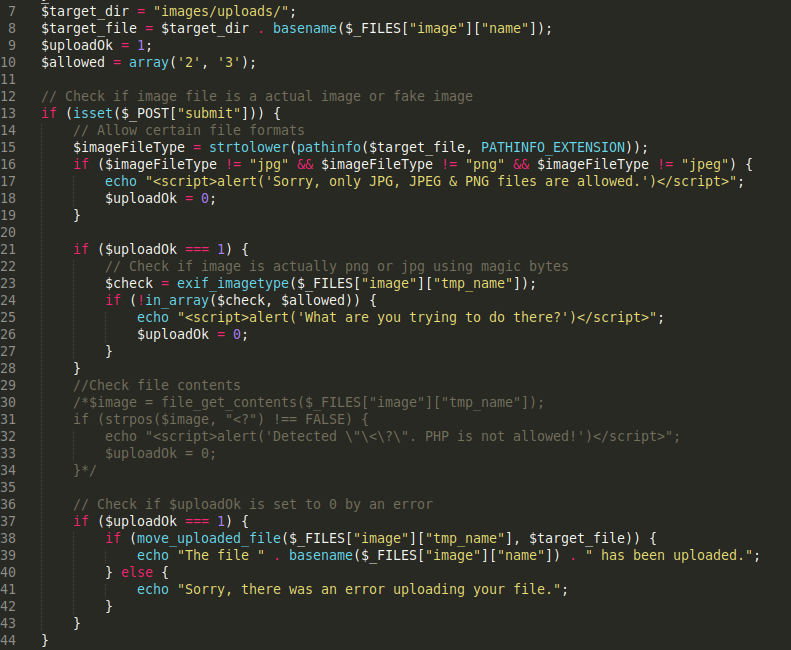 7 $target_dir = "images/uploads/";
8 $target_file = $target_dir . basename($_FILES["image"]["name"]);
9 $uploadOk = 1;
10 $allowed = array('2', '3');
11
12 // Check if image file is a actual image or fake image
13 if (isset($_POST["submit"])) {
14 // Allow certain file formats
15 $imageFileType = strtolower(pathinfo($target_file, PATHINFO_EXTENSION));
16 if ($imageFileType != "jpg" && $imageFileType != "png" && $imageFileType != "jpeg") {
17 echo "<script>alert('Sorry, only JPG, JPEG & PNG files are allowed.')</script>";
18 $uploadOk = 0;
19 }
20
21 if ($uploadOk === 1) {
22 // Check if image is actually png or jpg using magic bytes
23 $check = exif_imagetype($_FILES["image"]["tmp_name"]);
24 if (!in_array($check, $allowed)) {
25 echo "<script>alert('What are you trying to do there?')</script>";
26 $uploadOk = 0;
27 }
28 }
29 //Check file contents
30 /*$image = file_get_contents($_FILES["image"]["tmp_name"]);
31 if (strpos($image, "<?") !== FALSE) {
32 echo "<script>alert('Detected \"\<\?\". PHP is not allowed!')</script>";
33 $uploadOk = 0;
34 }*/
35
36 // Check if $uploadOk is set to 0 by an error
37 if ($uploadOk === 1) {
38 if (move_uploaded_file($_FILES["image"]["tmp_name"], $target_file)) {
39 echo "The file " . basename($_FILES["image"]["name"]) . " has been uploaded.";
40 } else {
41 echo "Sorry, there was an error uploading your file.";
42 }
43 }
44 }